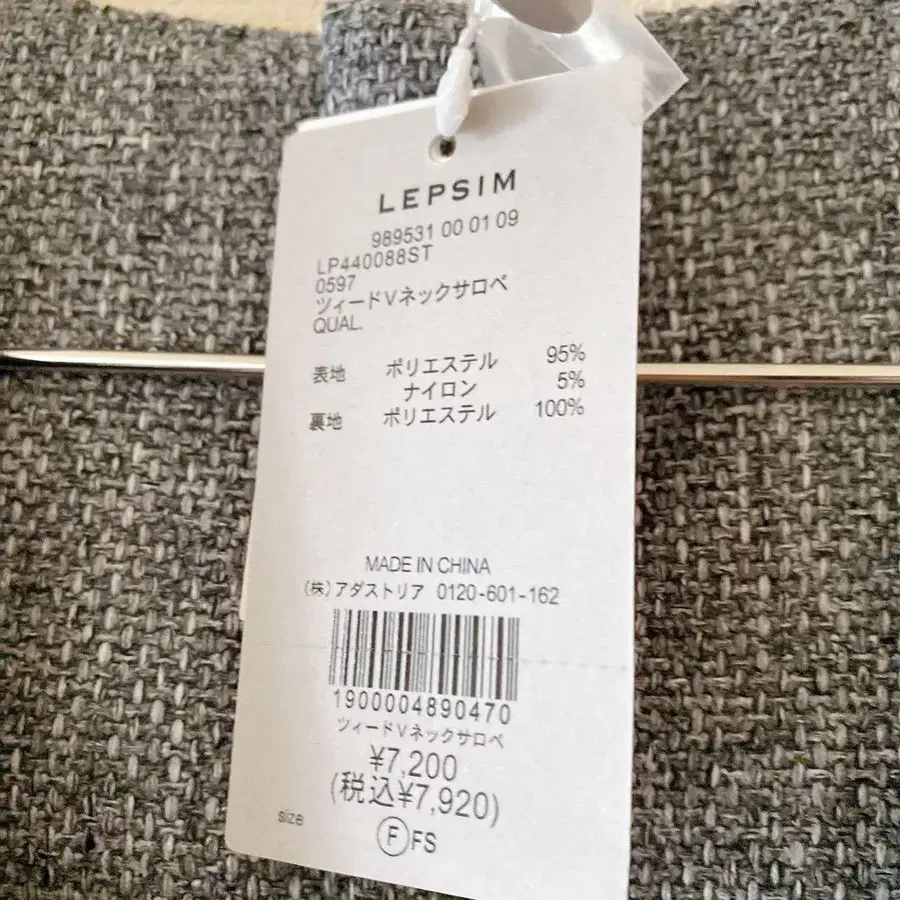 LEPSIM
989531 00 01 09
LP440088ST
0597
ツィードVネックサロペ
QUAL.
表地 ポリエステル 95%
ナイロン 5%
裏地 ポリエステル 100%
MADE IN CHINA
(株)アダストリア 0120-601-162
1900004890470
ツィードVネックサロペ
¥7,200
(税込¥7,920)
size
F FS